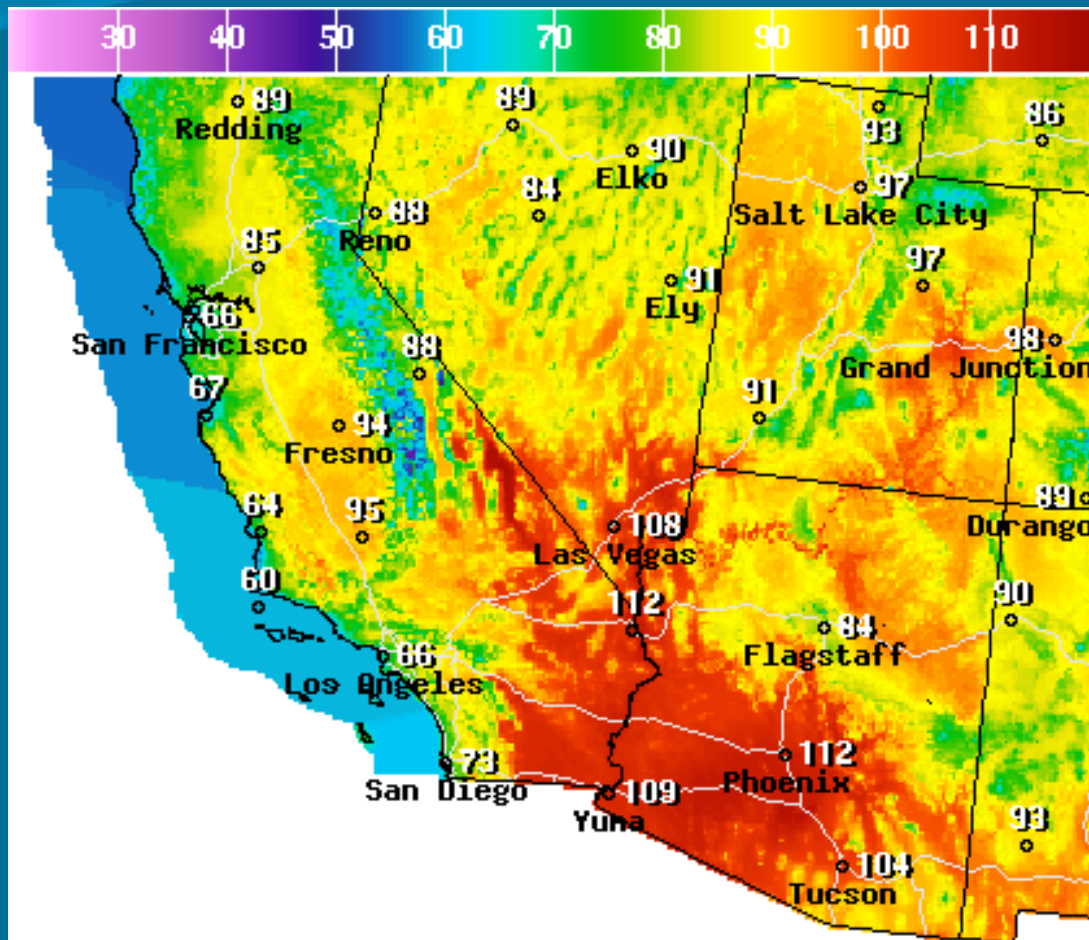 30 40 50 60 70 80 90 100 110
89
Redding
89
90
Elko
93
86
84
97
Salt Lake City
88
Reno
85
91
Ely
97
66
San Francisco
88
98
Grand Junction
67
94
Fresno
91
64
95
108
Las Vegas
89
Durango
60
112
84
Flagstaff
90
66
Los Angeles
73
San Diego
112
Phoenix
109
Yuma
93
104
Tucson